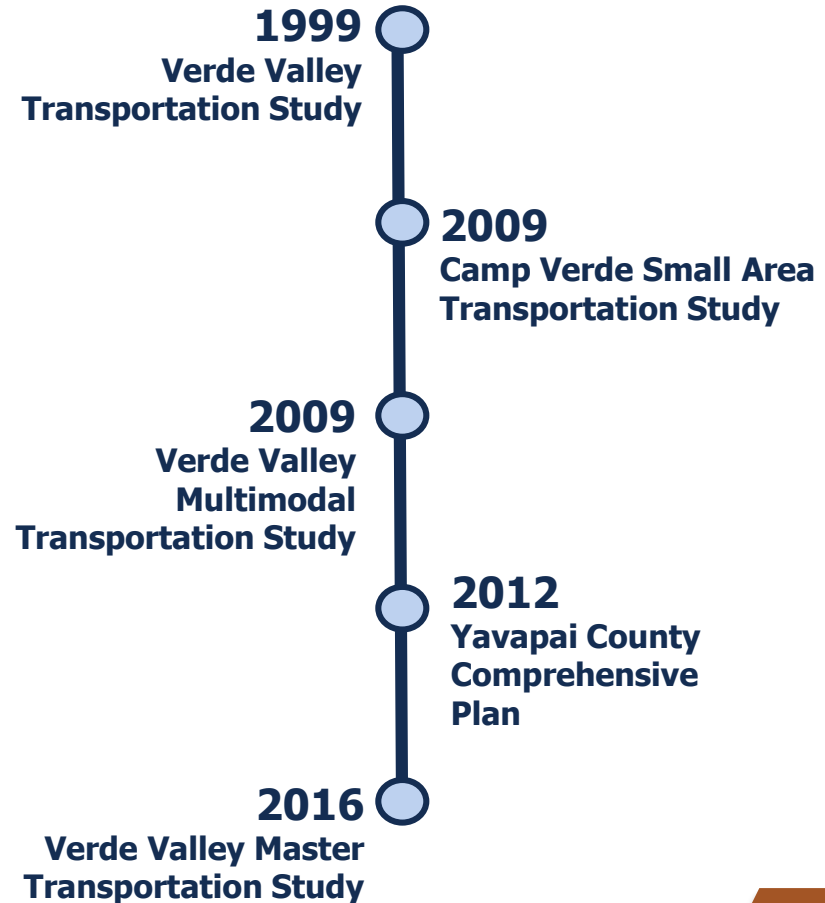 1999
Verde Valley
Transportation Study
2009
Camp Verde Small Area
Transportation Study
2009
Verde Valley
Multimodal
Transportation Study
2012
Yavapai County
Comprehensive
Plan
2016
Verde Valley Master
Transportation Study